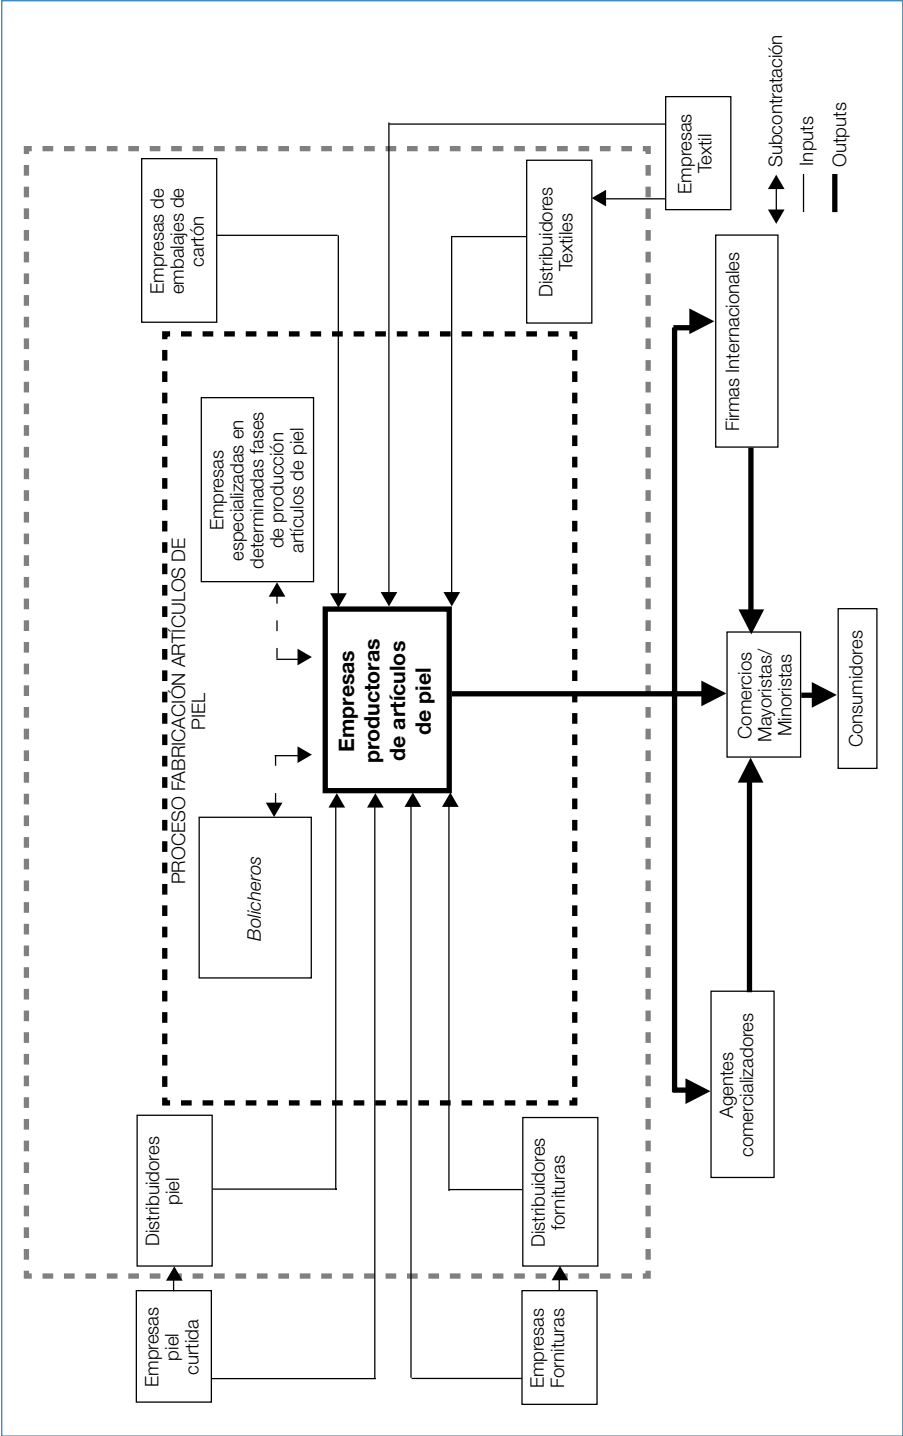 PROCESO FABRICACIÓN ARTÍCULOS DE
PIEL
Empresas
piel
curtida
Distribuidores
piel
Bolicheros
Empresas
especializadas en
determinadas fases
de producción
artículos de piel
Empresas de
embalajes de
cartón
Empresas
productoras
de artículos
de piel
Empresas
Fornituras
Distribuidores
fornituras
Distribuidores
Textiles
Empresas
Textil
Agentes
comercializadores
Comercios
Mayoristas/
Minoristas
Firmas Internacionales
Consumidores
Subcontratación
Inputs
Outputs